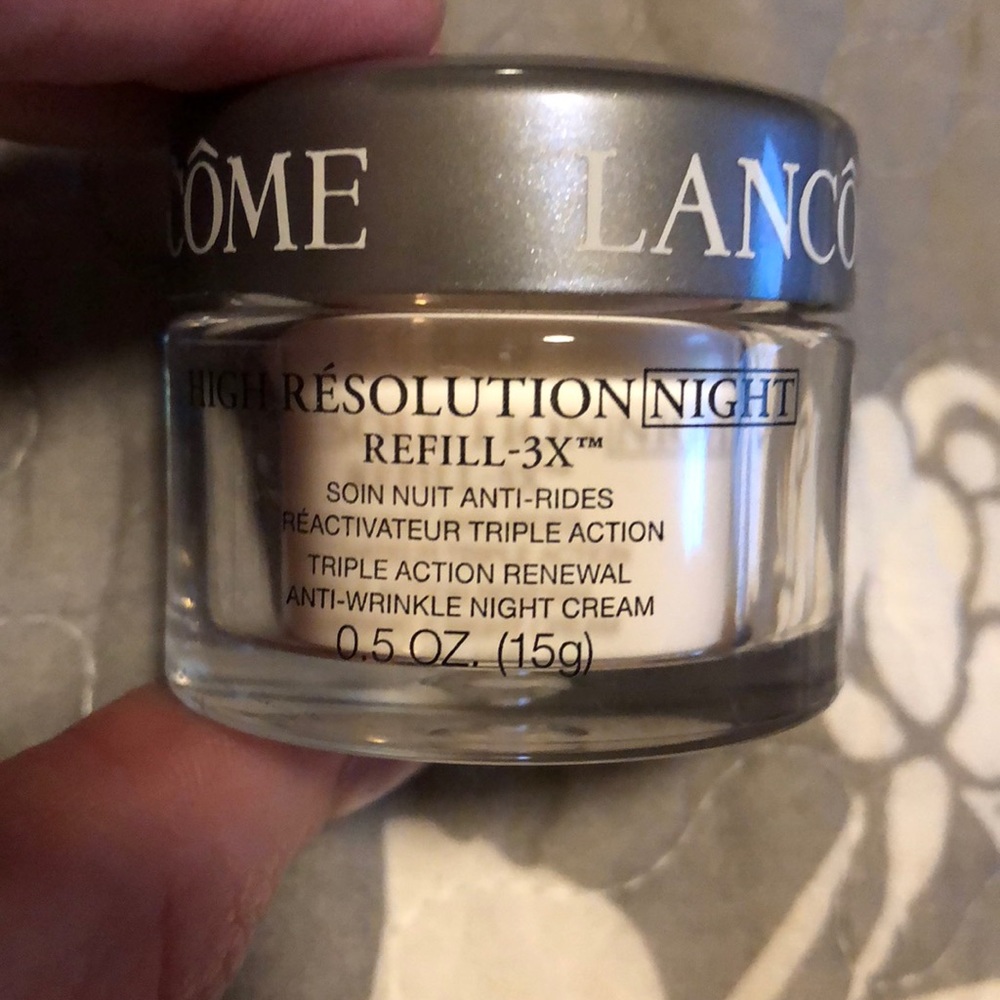 CÔME LANCÔ
HIGH RÉSOLUTION NIGHT
REFILL-3X™
SOIN NUIT ANTI-RIDES
RÉACTIVATEUR TRIPLE ACTION
TRIPLE ACTION RENEWAL
ANTI-WRINKLE NIGHT CREAM
0.5 OZ. (15g)